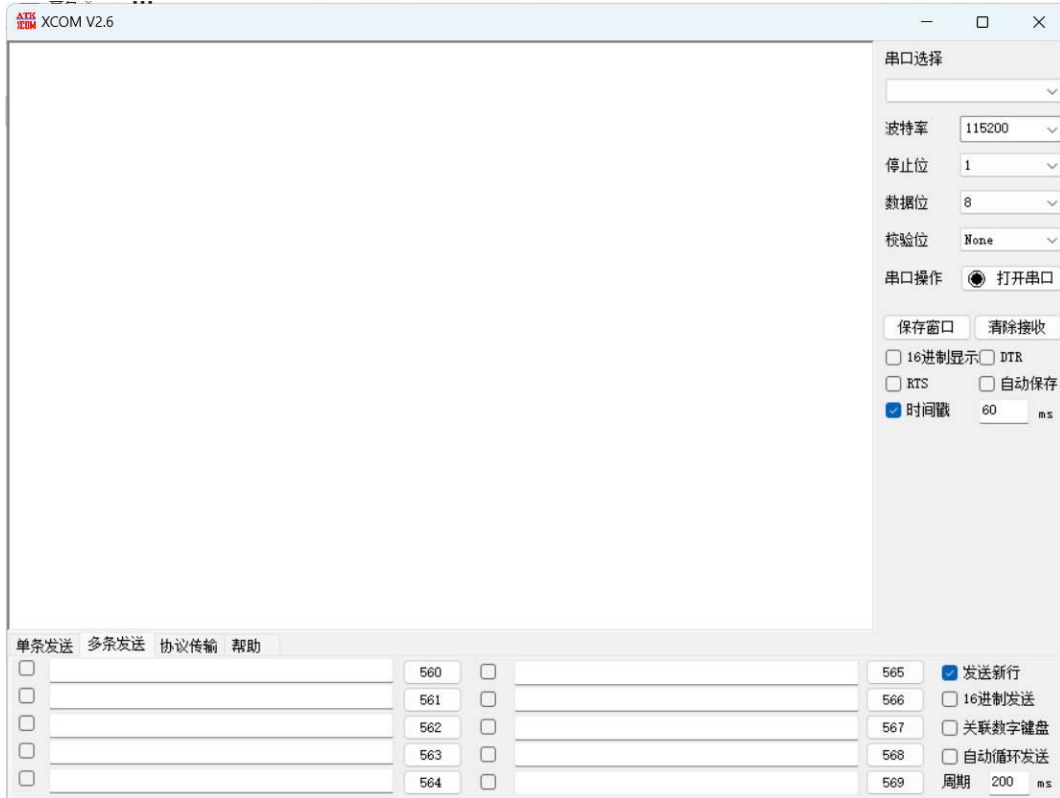 ATK XCOM XCOM V2.6
串口选择
波特率 115200
停止位 1
数据位 8
校验位 None
串口操作 打开串口
保存窗口 清除接收
16进制显示 DTR
RTS 自动保存
时间戳 60 ms
单条发送 多条发送 协议传输 帮助
560 565 发送新行
561 566 16进制发送
562 567 关联数字键盘
563 568 自动循环发送
564 569 周期 200 ms